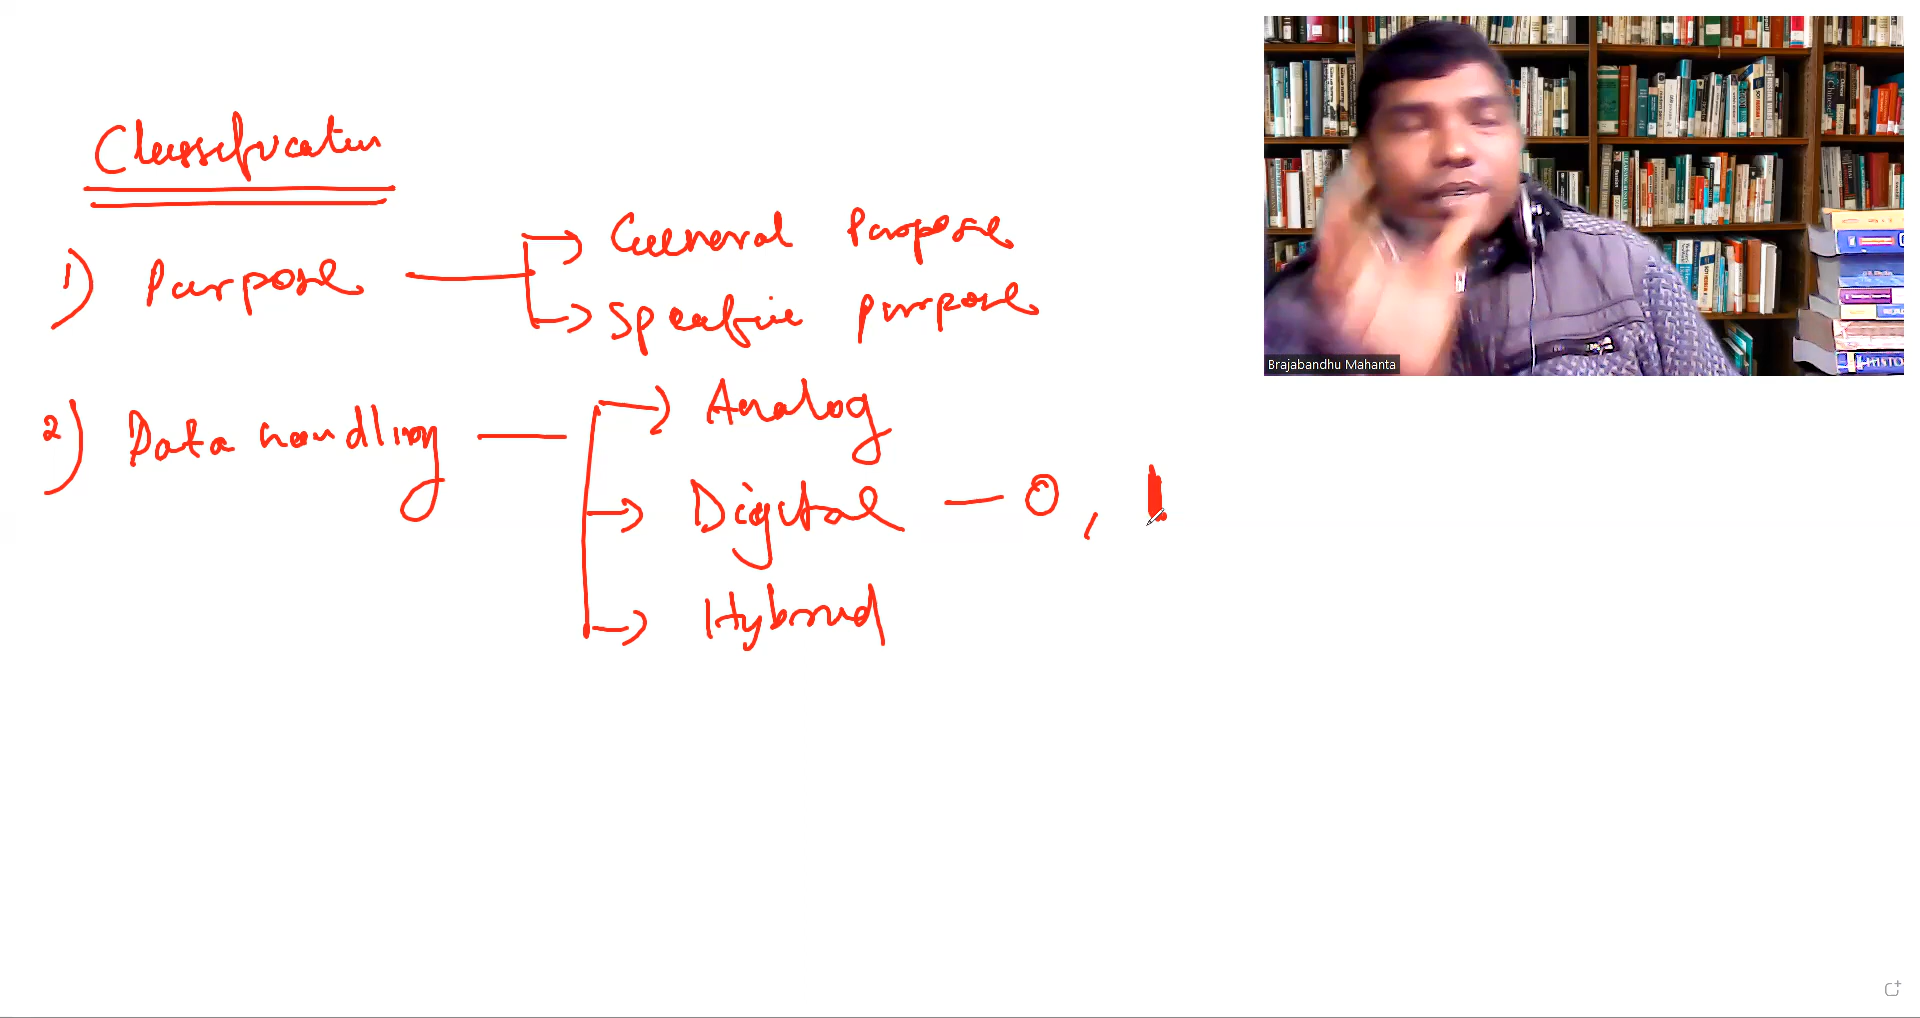 Classification
1) Purpose
General Purpose
Specific purpose
2) Data handling
Analog
Digital — 0, 1
Hybrid
Brajabandhu Mahanta